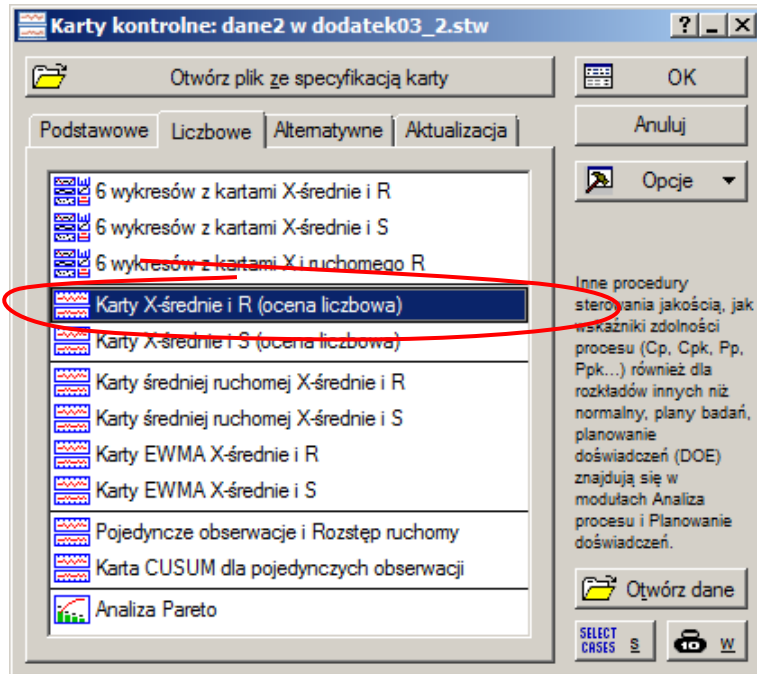 Karty kontrolne: dane2 w dodatek03_2.stw
Otwórz plik ze specyfikacją karty
OK
Anuluj
Opcje
Podstawowe
Liczbowe
Alternatywne
Aktualizacja
6 wykresów z kartami X-średnie i R
6 wykresów z kartami X-średnie i S
6 wykresów z kartami X i ruchomego R
Karty X-średnie i R (ocena liczbowa)
Karty X-średnie i S (ocena liczbowa)
Karty średniej ruchomej X-średnie i R
Karty średniej ruchomej X-średnie i S
Karty EWMA X-średnie i R
Karty EWMA X-średnie i S
Pojedyncze obserwacje i Rozstęp ruchomy
Karta CUSUM dla pojedynczych obserwacji
Analiza Pareto
Inne procedury
sterowania jakością, jak
wskaźniki zdolności
procesu (Cp, Cpk, Pp,
Ppk...) również dla
rozkładów innych niż
normalny, plany badań,
planowanie
doświadczeń (DOE)
znajdują się w
modułach Analiza
procesu i Planowanie
doświadczeń.
Otwórz dane
SELECT
CASES S
10 W